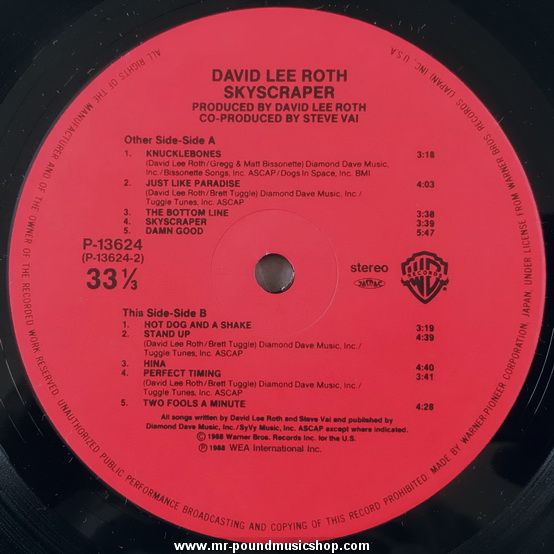 DAVID LEE ROTH
SKYSCRAPER
PRODUCED BY DAVID LEE ROTH
CO-PRODUCED BY STEVE VAI
Other Side-Side A
1. KNUCKLEBONES 3:18
(David Lee Roth/Gregg & Matt Bissonette) Diamond Dave Music,
Inc./Bissonette Songs, Inc. ASCAP/Dogs In Space, Inc. BMI
2. JUST LIKE PARADISE 4:03
(David Lee Roth/Brett Tuggle) Diamond Dave Music, Inc./
Tuggle Tunes, Inc. ASCAP
3. THE BOTTOM LINE 3:38
4. SKYSCRAPER 3:39
5. DAMN GOOD 5:47
P-13624
(P-13624-2)
33 1/3
stereo
JASRAC
WB
RECORDS
This Side-Side B
1. HOT DOG AND A SHAKE 3:19
2. STAND UP 4:39
(David Lee Roth/Brett Tuggle) Diamond Dave Music, Inc./
Tuggle Tunes, Inc. ASCAP
3. HINA 4:40
4. PERFECT TIMING 3:41
(David Lee Roth/Brett Tuggle) Diamond Dave Music, Inc./
Tuggle Tunes, Inc. ASCAP
5. TWO FOOLS A MINUTE 4:28
All songs written by David Lee Roth and Steve Vai and published by
Diamond Dave Music, Inc./SyVy Music, Inc. ASCAP except where indicated.
© 1988 Warner Bros. Records Inc. for the U.S.
℗ 1988 WEA International Inc.
ALL RIGHTS OF THE MANUFACTURER AND OF THE OWNER OF THE RECORDED WORK RESERVED. UNAUTHORIZED PUBLIC PERFORMANCE BROADCASTING AND COPYING OF THIS RECORD PROHIBITED. MADE BY WARNER-PIONEER CORPORATION, JAPAN, UNDER LICENSE FROM WARNER BROS RECORDS (JAPAN) INC., U.S.A.
www.mr-poundmusicshop.com